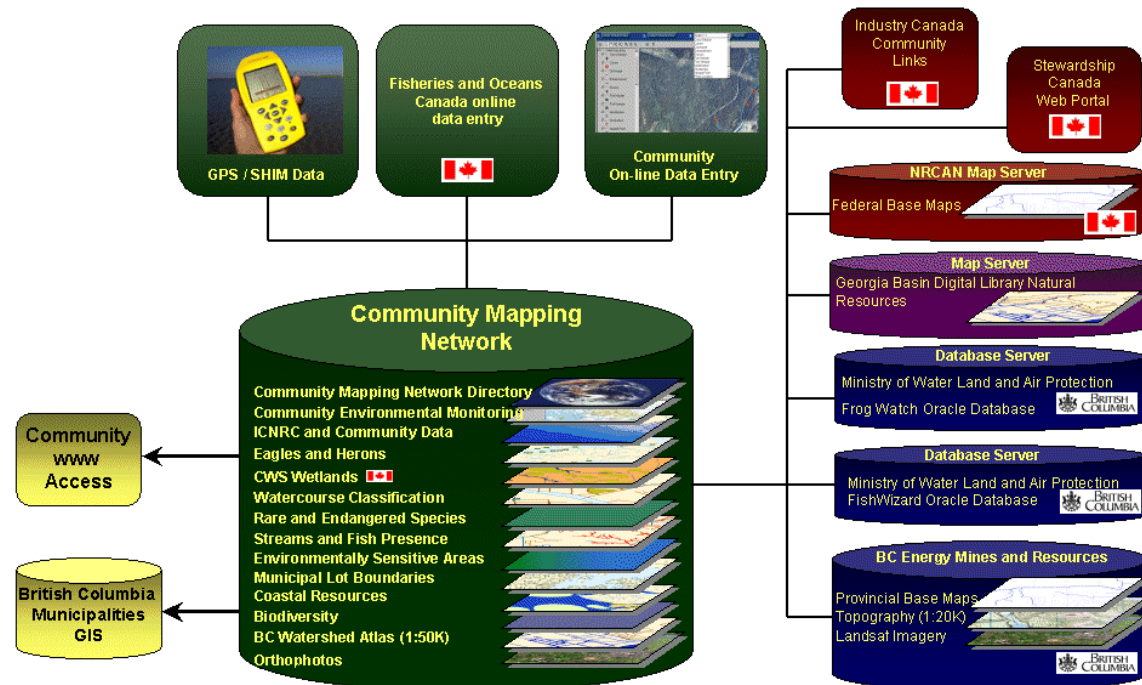 GPS / SHIM Data
Fisheries and Oceans
Canada online
data entry
Community
On-line Data Entry
Industry Canada
Community
Links
Stewardship
Canada
Web Portal
NRCAN Map Server
Federal Base Maps
Map Server
Georgia Basin Digital Library Natural
Resources
Database Server
Ministry of Water Land and Air Protection
Frog Watch Oracle Database
BRITISH
COLUMBIA
Database Server
Ministry of Water Land and Air Protection
FishWizard Oracle Database
BRITISH
COLUMBIA
BC Energy Mines and Resources
Provincial Base Maps
Topography (1:20K)
Landsat Imagery
BRITISH
COLUMBIA
Community Mapping
Network
Community Mapping Network Directory
Community Environmental Monitoring
ICNRC and Community Data
Eagles and Herons
CWS Wetlands
Watercourse Classification
Rare and Endangered Species
Streams and Fish Presence
Environmentally Sensitive Areas
Municipal Lot Boundaries
Coastal Resources
Biodiversity
BC Watershed Atlas (1:50K)
Orthophotos
Community
www
Access
British Columbia
Municipalities
GIS